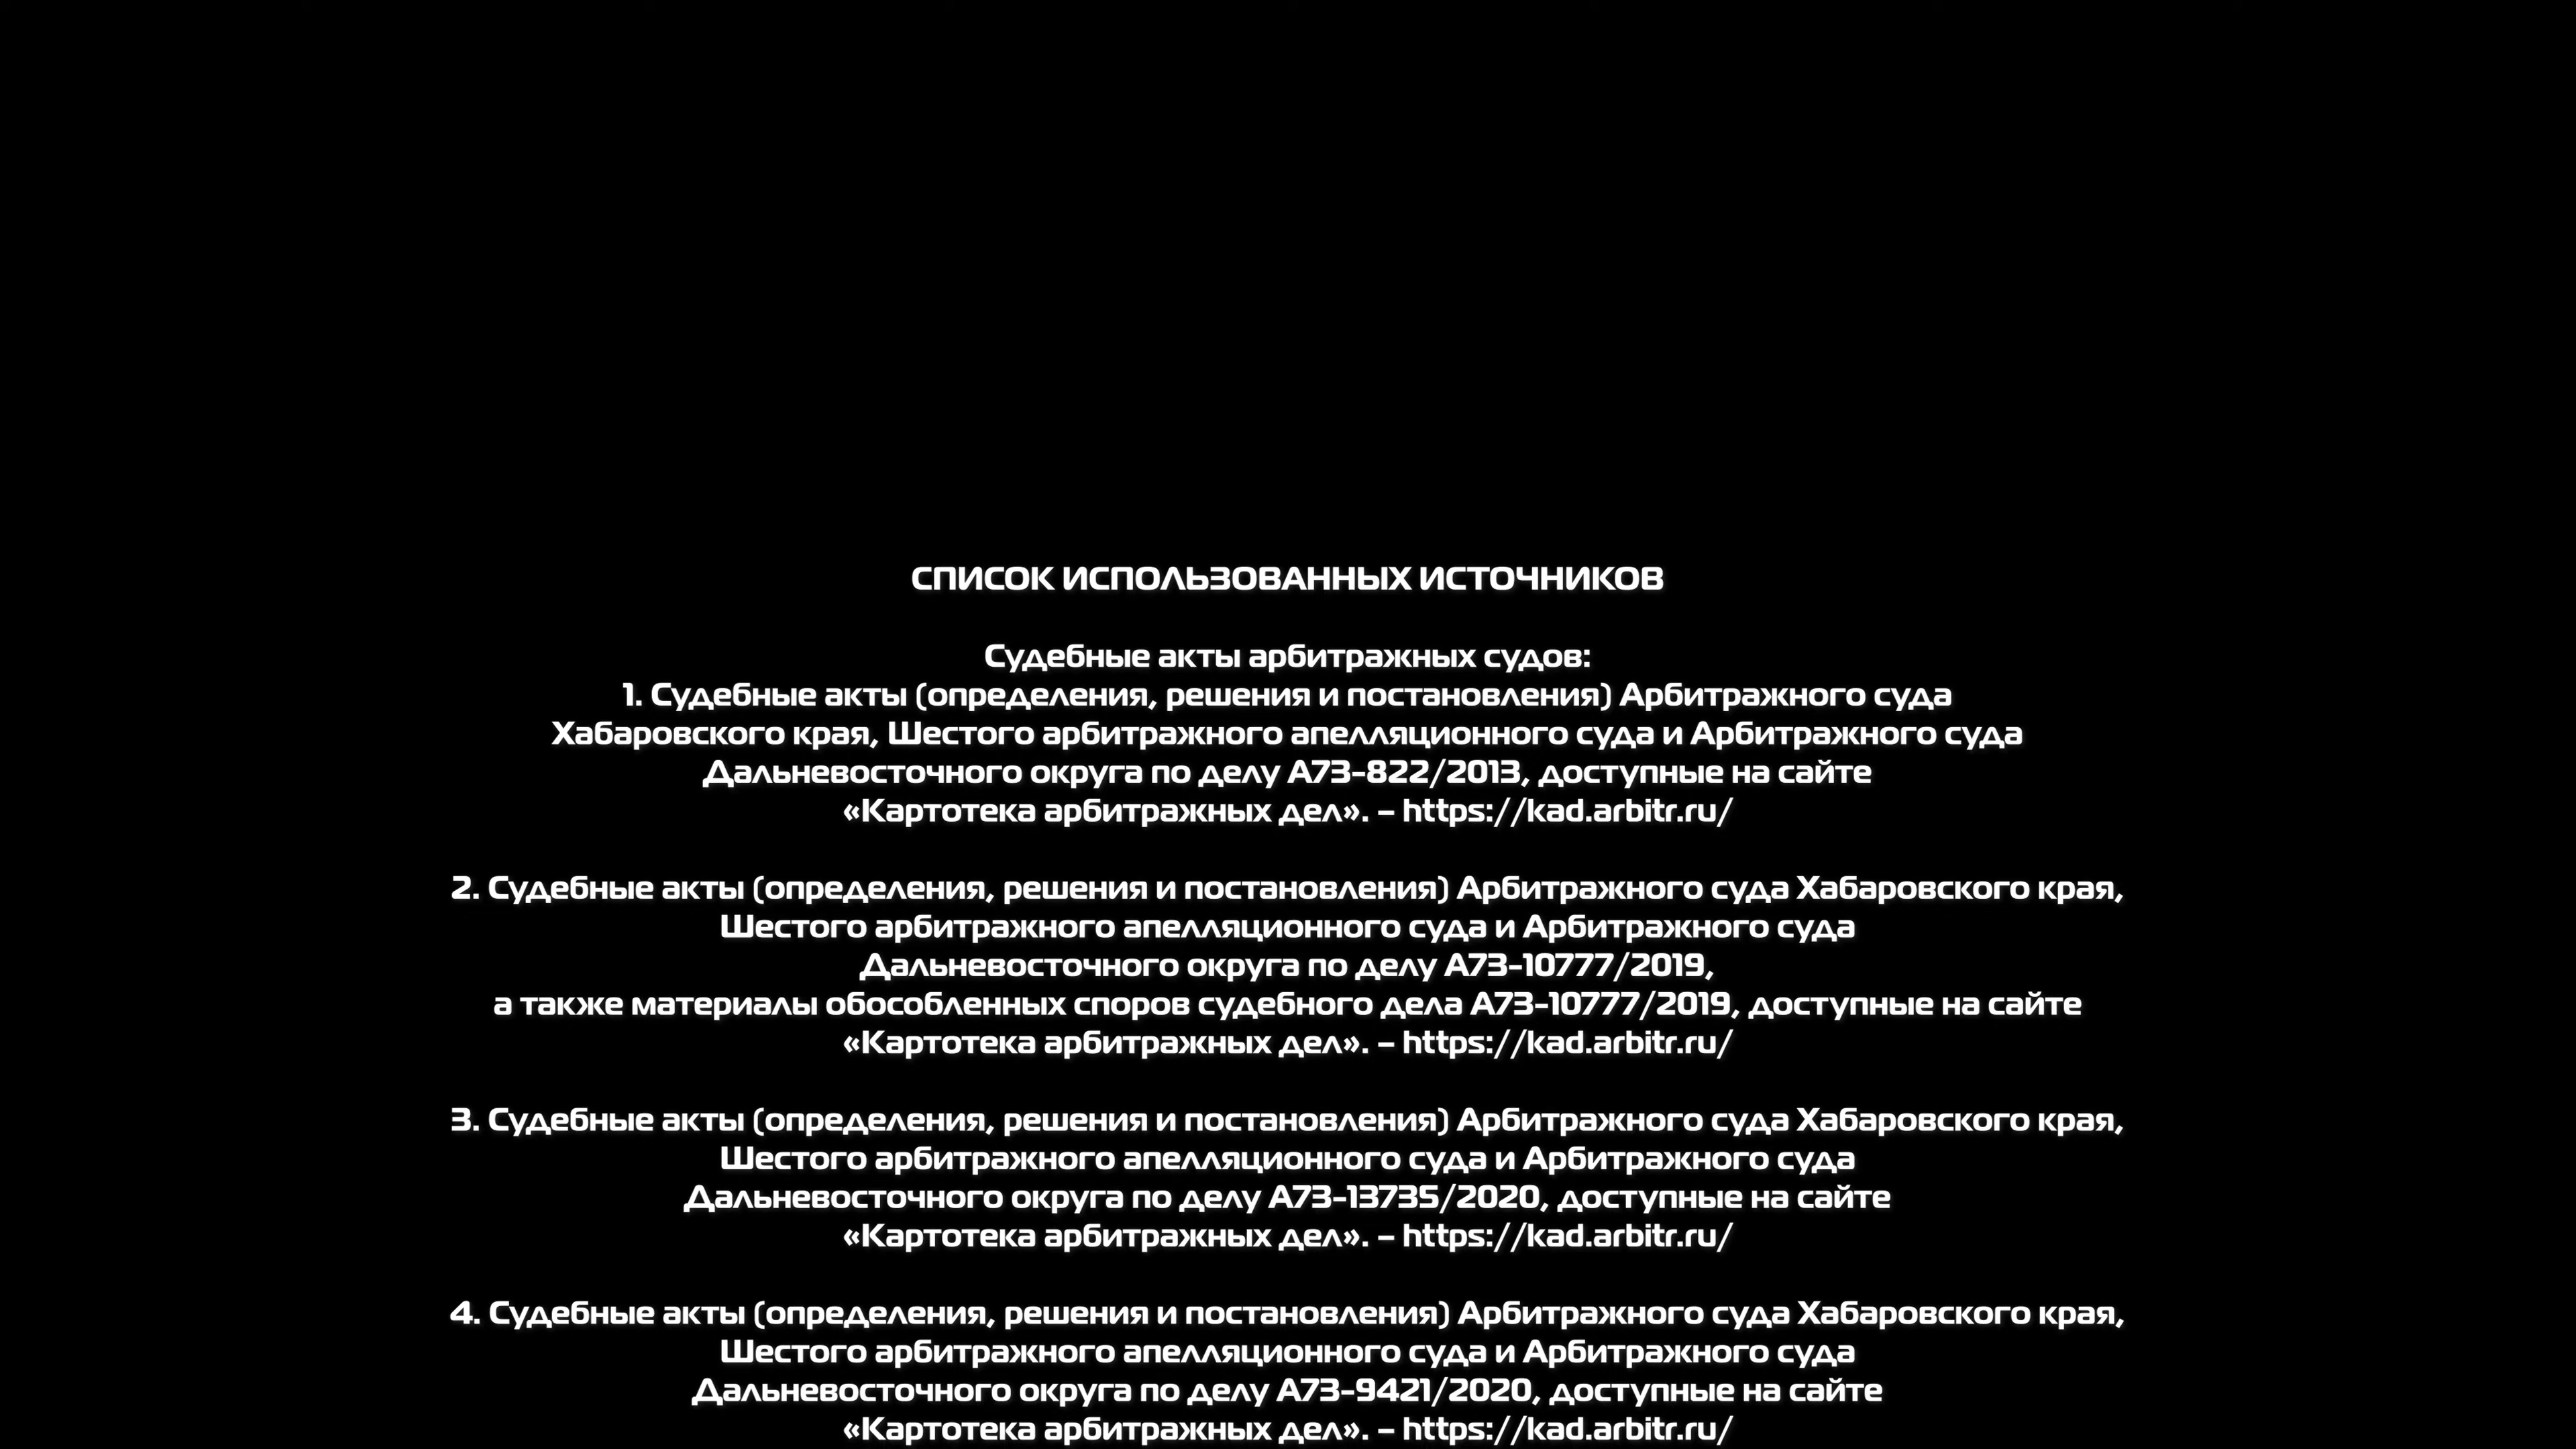 СПИСОК ИСПОЛЬЗОВАННЫХ ИСТОЧНИКОВ
Судебные акты арбитражных судов:
1. Судебные акты (определения, решения и постановления) Арбитражного суда
Хабаровского края, Шестого арбитражного апелляционного суда и Арбитражного суда
Дальневосточного округа по делу А73-822/2013, доступные на сайте
«Картотека арбитражных дел». – https://kad.arbitr.ru/
2. Судебные акты (определения, решения и постановления) Арбитражного суда Хабаровского края,
Шестого арбитражного апелляционного суда и Арбитражного суда
Дальневосточного округа по делу А73-10777/2019,
а также материалы обособленных споров судебного дела А73-10777/2019, доступные на сайте
«Картотека арбитражных дел». – https://kad.arbitr.ru/
3. Судебные акты (определения, решения и постановления) Арбитражного суда Хабаровского края,
Шестого арбитражного апелляционного суда и Арбитражного суда
Дальневосточного округа по делу А73-13735/2020, доступные на сайте
«Картотека арбитражных дел». – https://kad.arbitr.ru/
4. Судебные акты (определения, решения и постановления) Арбитражного суда Хабаровского края,
Шестого арбитражного апелляционного суда и Арбитражного суда
Дальневосточного округа по делу А73-9421/2020, доступные на сайте
«Картотека арбитражных дел». – https://kad.arbitr.ru/